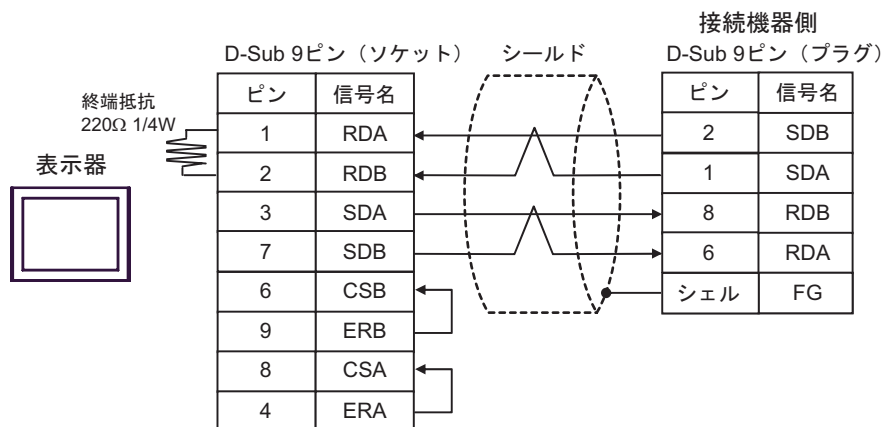 接続機器側
D-Sub 9ピン（ソケット）
シールド
D-Sub 9ピン（プラグ）
終端抵抗
220Ω 1/4W
表示器
ピン 信号名
1 RDA
2 RDB
3 SDA
7 SDB
6 CSB
9 ERB
8 CSA
4 ERA
ピン 信号名
2 SDB
1 SDA
8 RDB
6 RDA
シェル FG